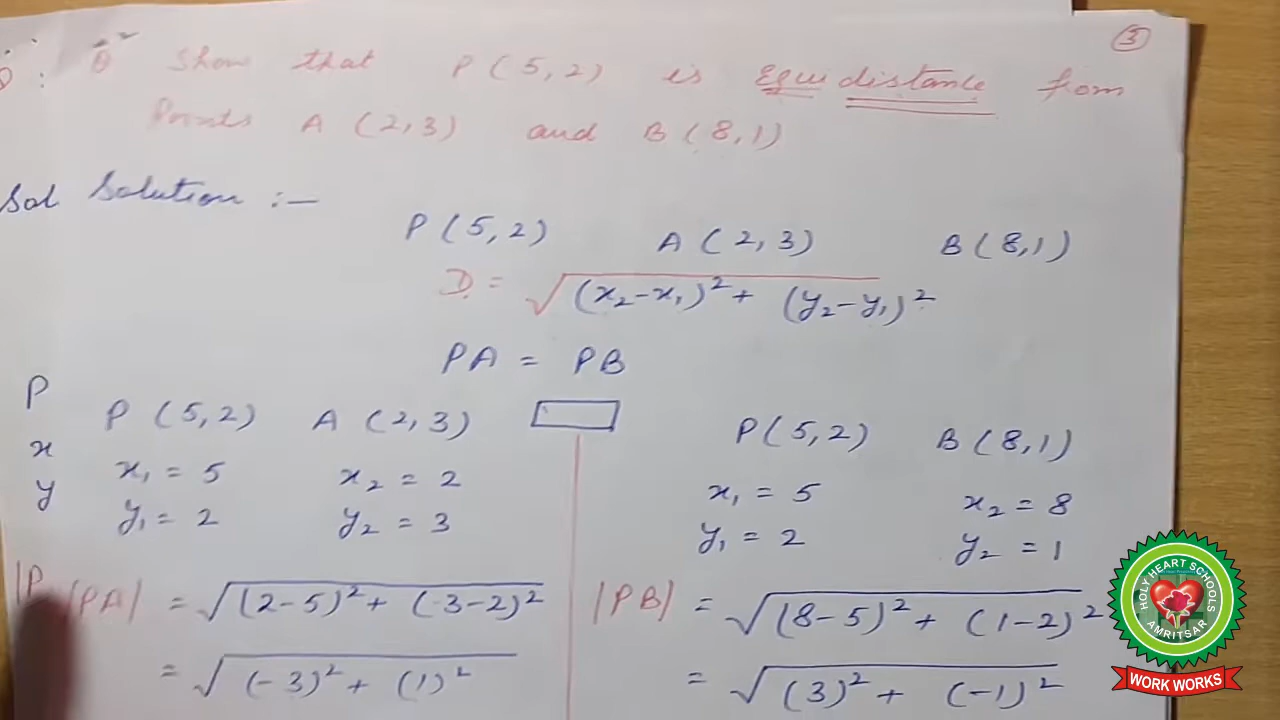 ③
Q² Show that P(5,2) is Equidistance from
Points A (2,3) and B(8,1)
Sol Solution :-
P(5,2) A(2,3) B(8,1)
D = √(x₂-x₁)² + (y₂-y₁)²
PA = PB
P
x
y
P (5,2) A (2,3)
x₁ = 5 x₂ = 2
y₁ = 2 y₂ = 3
|P |PA| = √(2-5)² + (3-2)²
= √(-3)² + (1)²
P(5,2) B(8,1)
x₁ = 5 x₂ = 8
y₁ = 2 y₂ = 1
|PB| = √(8-5)² + (1-2)²
= √(3)² + (-1)²
HOLY HEART SCHOOLS
AMRITSAR
WORK WORKS